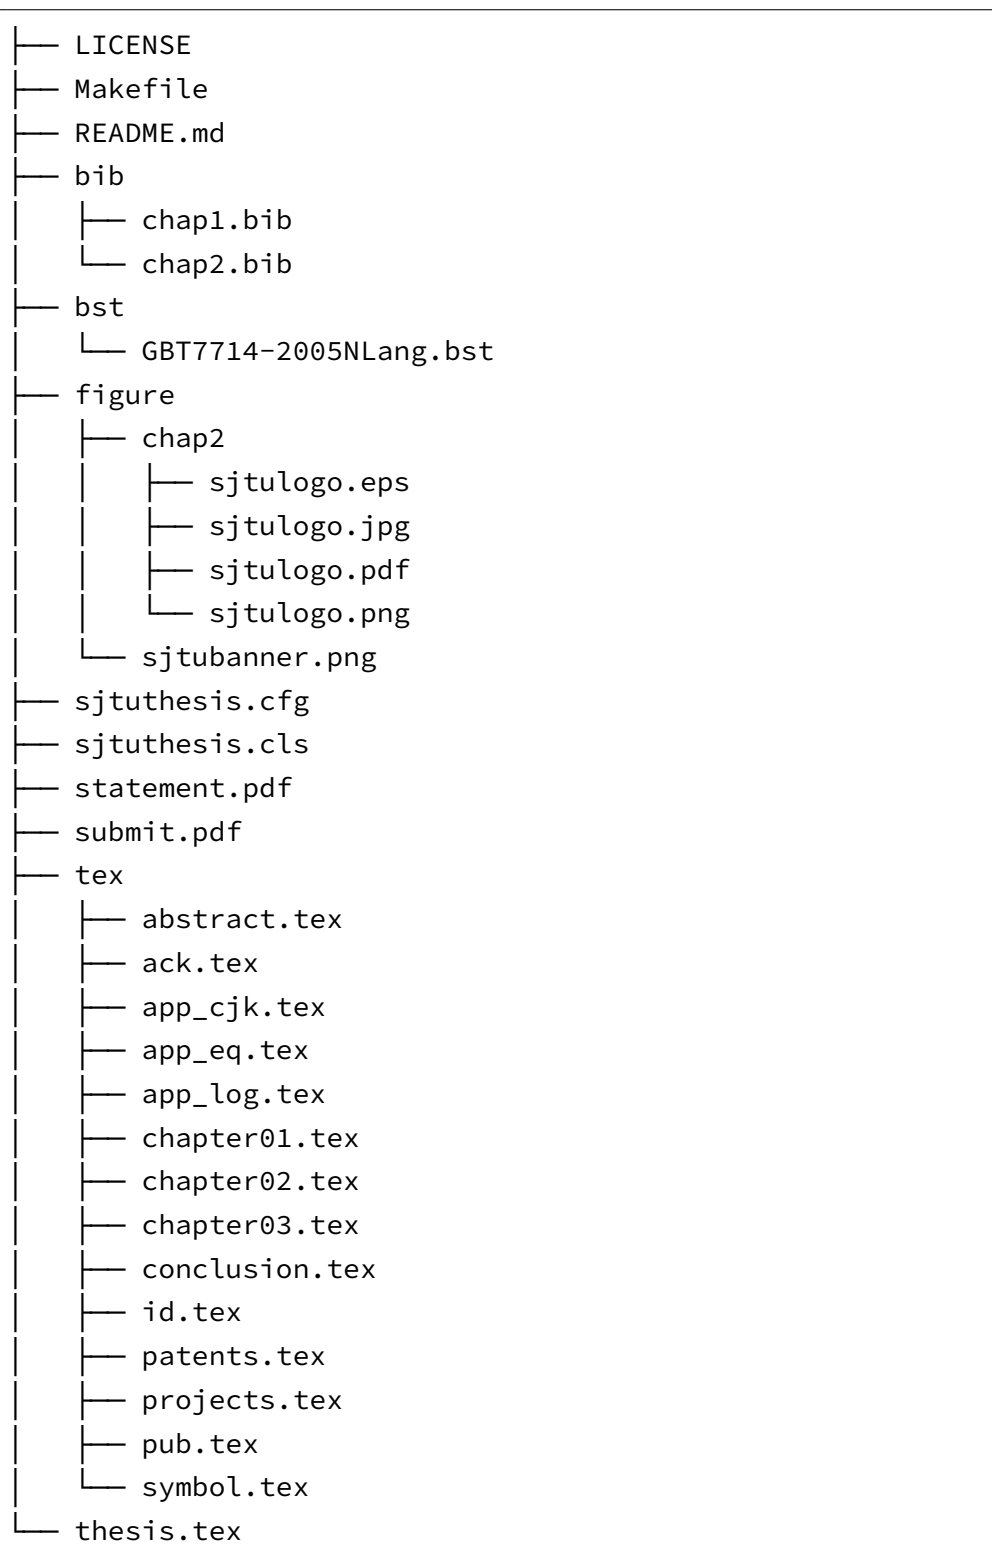 ├── LICENSE
├── Makefile
├── README.md
├── bib
│   ├── chap1.bib
│   └── chap2.bib
├── bst
│   └── GBT7714-2005NLang.bst
├── figure
│   ├── chap2
│   │   ├── sjtulogo.eps
│   │   ├── sjtulogo.jpg
│   │   ├── sjtulogo.pdf
│   │   └── sjtulogo.png
│   └── sjtubanner.png
├── sjtuthesis.cfg
├── sjtuthesis.cls
├── statement.pdf
├── submit.pdf
├── tex
│   ├── abstract.tex
│   ├── ack.tex
│   ├── app_cjk.tex
│   ├── app_eq.tex
│   ├── app_log.tex
│   ├── chapter01.tex
│   ├── chapter02.tex
│   ├── chapter03.tex
│   ├── conclusion.tex
│   ├── id.tex
│   ├── patents.tex
│   ├── projects.tex
│   ├── pub.tex
│   └── symbol.tex
└── thesis.tex